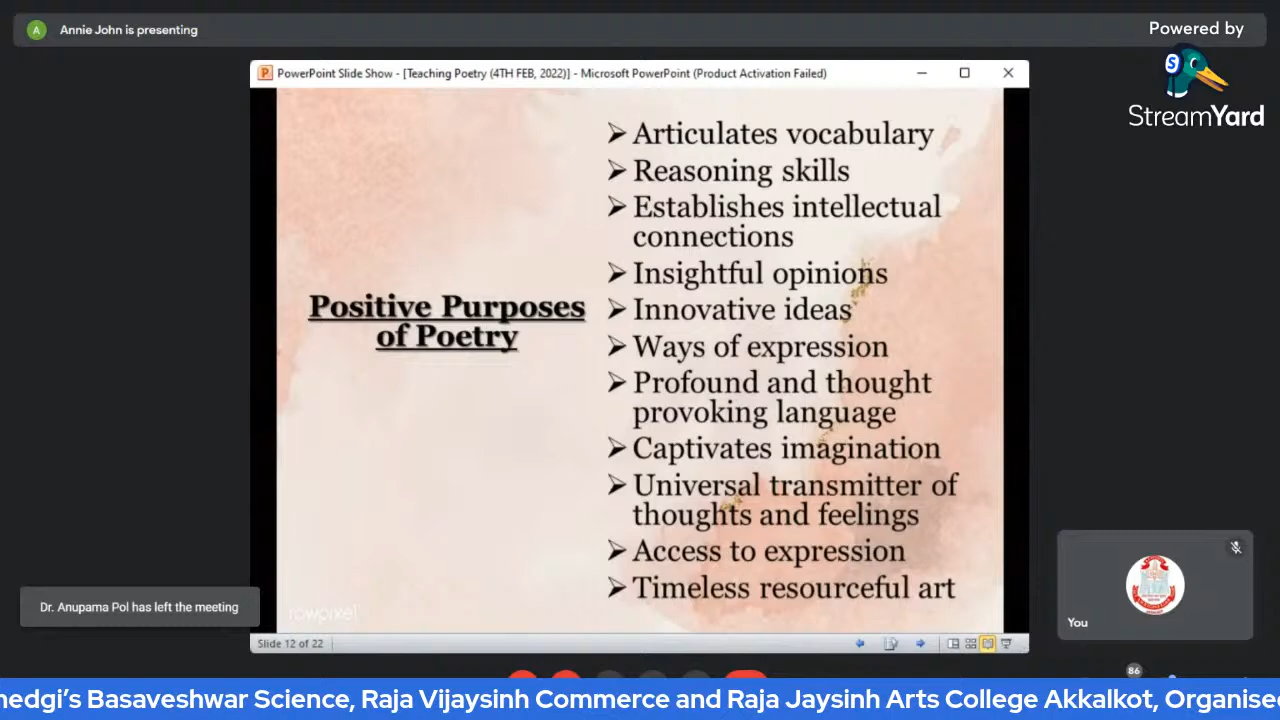 A
Annie John is presenting
Powered by
S
StreamYard
P
PowerPoint Slide Show - [Teaching Poetry (4TH FEB, 2022)] - Microsoft PowerPoint (Product Activation Failed)
Positive Purposes
of Poetry
➢ Articulates vocabulary
➢ Reasoning skills
➢ Establishes intellectual
connections
➢ Insightful opinions
➢ Innovative ideas
➢ Ways of expression
➢ Profound and thought
provoking language
➢ Captivates imagination
➢ Universal transmitter of
thoughts and feelings
➢ Access to expression
➢ Timeless resourceful art
rawpixel
Dr. Anupama Pol has left the meeting
You
Slide 12 of 22
86
nedgi's Basaveshwar Science, Raja Vijaysinh Commerce and Raja Jaysinh Arts College Akkalkot, Organise